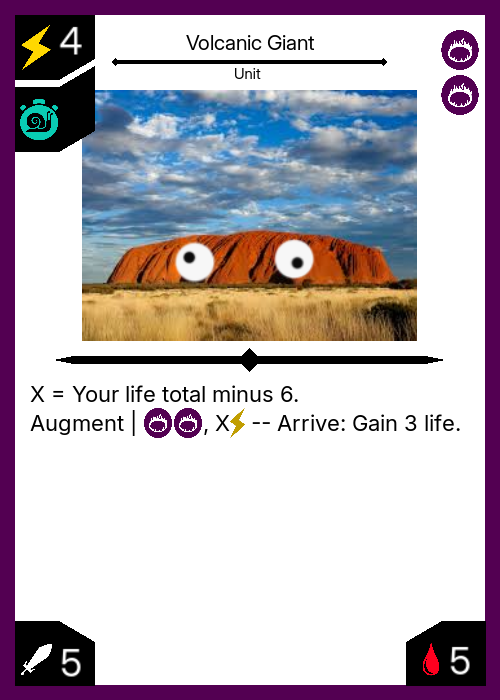 4
Volcanic Giant
Unit
X = Your life total minus 6.
Augment | , X -- Arrive: Gain 3 life.
5
5